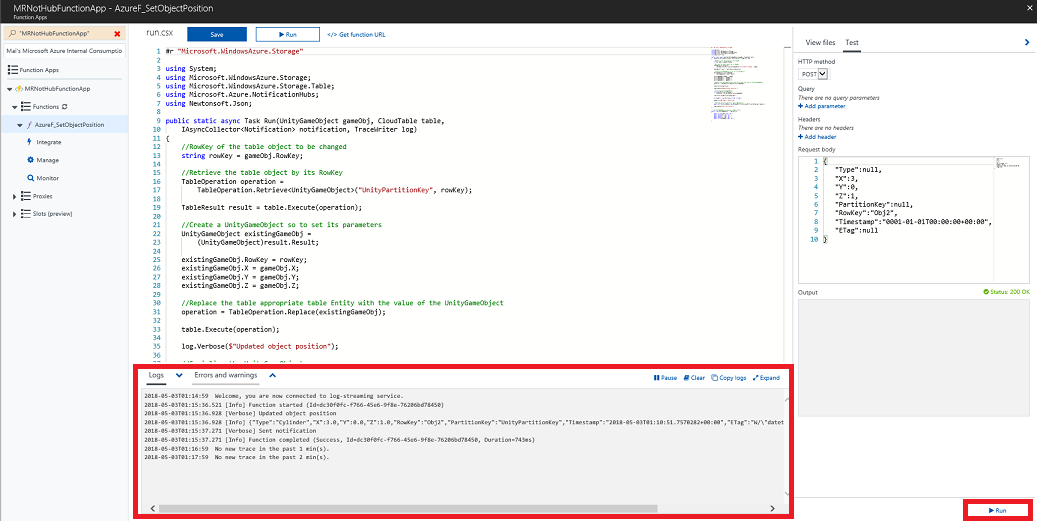 MRNotHubFunctionApp - AzureF_SetObjectPosition
Function Apps
"MRNotHubFunctionApp"
Mai's Microsoft Azure Internal Consumptio
Function Apps
MRNotHubFunctionApp
Functions
AzureF_SetObjectPosition
Integrate
Manage
Monitor
Proxies
Slots (preview)
run.csx
Save
Run
</> Get function URL
1 #r "Microsoft.WindowsAzure.Storage"
2
3 using System;
4 using Microsoft.WindowsAzure.Storage;
5 using Microsoft.WindowsAzure.Storage.Table;
6 using Microsoft.Azure.NotificationHubs;
7 using Newtonsoft.Json;
8
9 public static async Task Run(UnityGameObject gameObj, CloudTable table,
10 IAsyncCollector<Notification> notification, TraceWriter log)
11 {
12 //RowKey of the table object to be changed
13 string rowKey = gameObj.RowKey;
14
15 //Retrieve the table object by its RowKey
16 TableOperation operation =
17 TableOperation.Retrieve<UnityGameObject>("UnityPartitionKey", rowKey);
18
19 TableResult result = table.Execute(operation);
20
21 //Create a UnityGameObject so to set its parameters
22 UnityGameObject existingGameObj =
23 (UnityGameObject)result.Result;
24
25 existingGameObj.RowKey = rowKey;
26 existingGameObj.X = gameObj.X;
27 existingGameObj.Y = gameObj.Y;
28 existingGameObj.Z = gameObj.Z;
29
30 //Replace the table appropriate table Entity with the value of the UnityGameObject
31 operation = TableOperation.Replace(existingGameObj);
32
33 table.Execute(operation);
34
35 log.Verbose($"Updated object position");
36
Logs
Errors and warnings
Pause
Clear
Copy logs
Expand
2018-05-03T01:14:59 Welcome, you are now connected to log-streaming service.
2018-05-03T01:15:36.521 [Info] Function started (Id=dc30f0fc-f766-45e6-9f8e-76206bd78450)
2018-05-03T01:15:36.928 [Verbose] Updated object position
2018-05-03T01:15:36.928 [Info] {"Type":"Cylinder","X":3.0,"Y":0.0,"Z":1.0,"RowKey":"Obj2","PartitionKey":"UnityPartitionKey","Timestamp":"2018-05-03T01:10:51.7570282+00:00","ETag":"W/\"datet
2018-05-03T01:15:37.271 [Verbose] Sent notification
2018-05-03T01:15:37.271 [Info] Function completed (Success, Id=dc30f0fc-f766-45e6-9f8e-76206bd78450, Duration=743ms)
2018-05-03T01:16:59 No new trace in the past 1 min(s).
2018-05-03T01:17:59 No new trace in the past 2 min(s).
View files
Test
HTTP method
POST
Query
There are no query parameters
Add parameter
Headers
There are no headers
Add header
Request body
1 {
2 "Type":null,
3 "X":3,
4 "Y":0,
5 "Z":1,
6 "PartitionKey":null,
7 "RowKey":"Obj2",
8 "Timestamp":"0001-01-01T00:00:00+00:00",
9 "ETag":null
10 }
Output
Status: 200 OK
Run